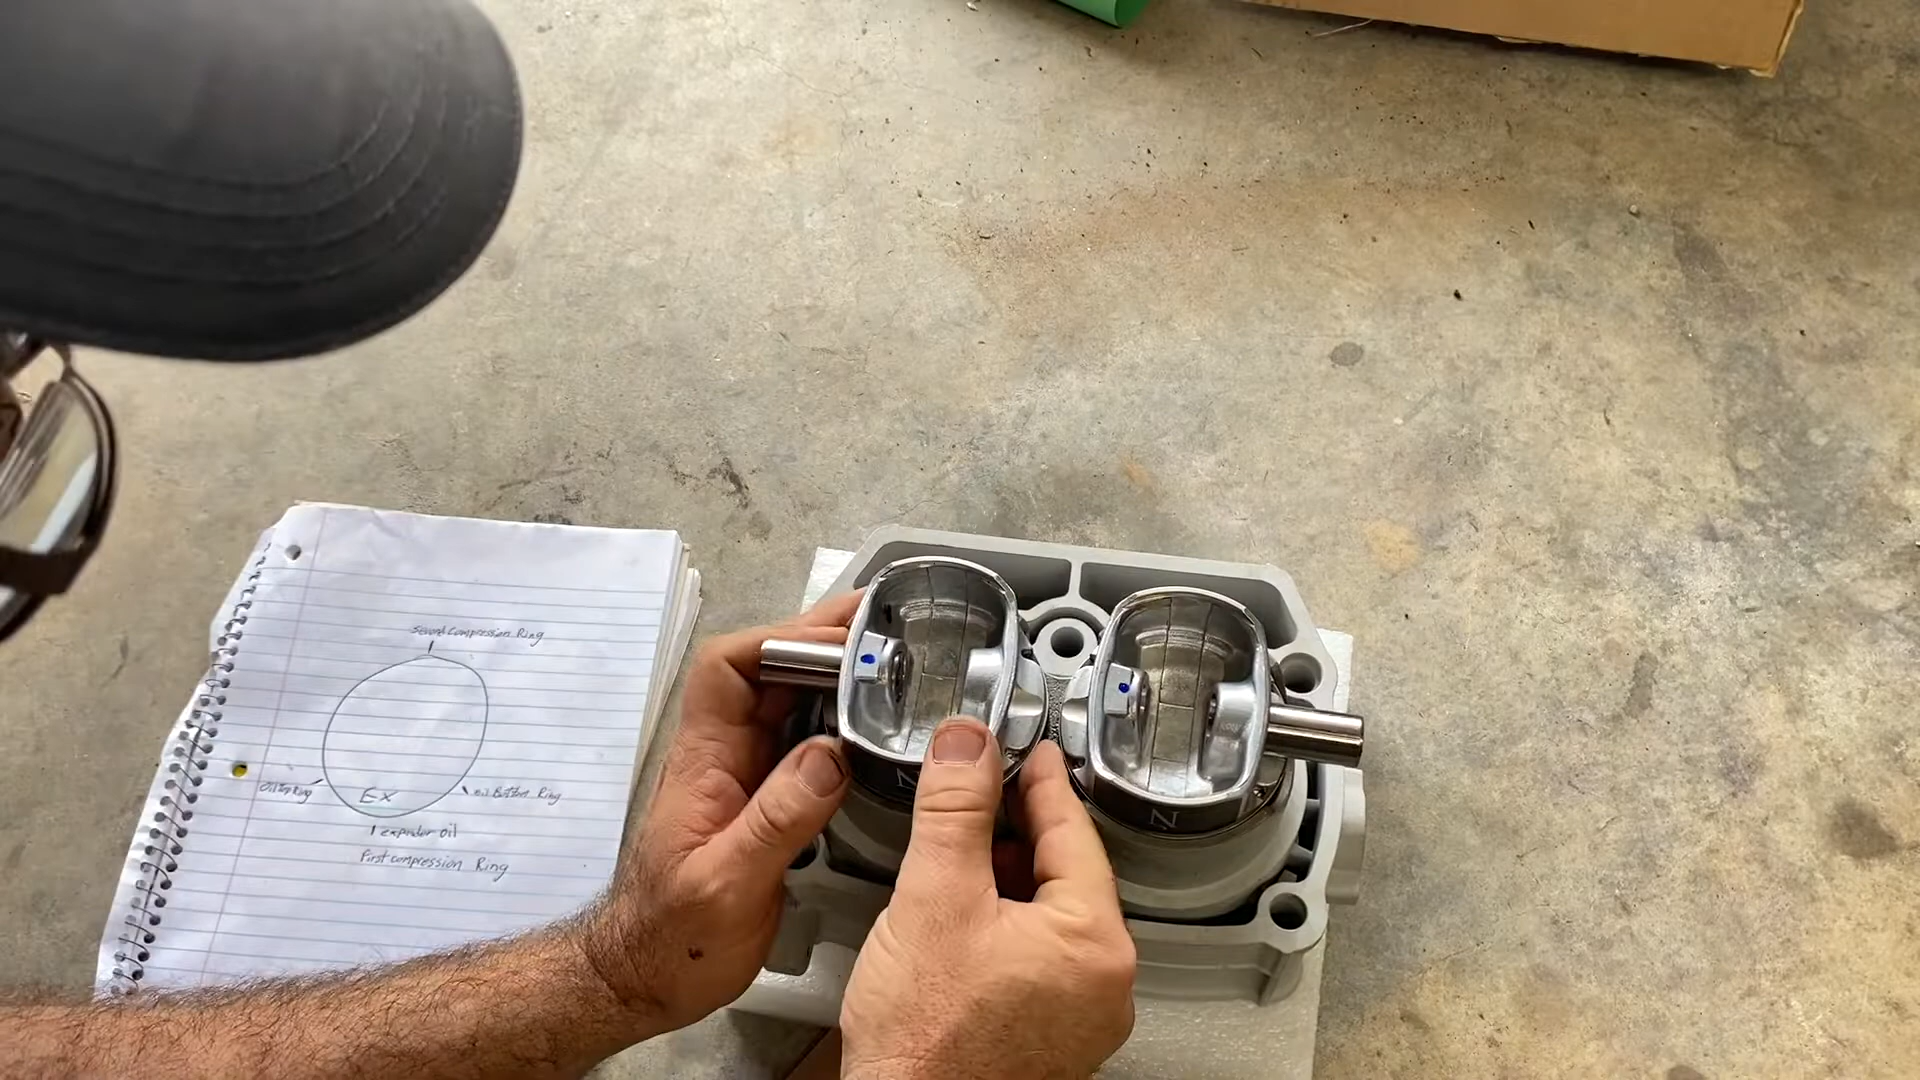 Second Compression Ring
Oil Top Ring
EX
oil Bottom Ring
expander oil
First compression Ring
N
Z